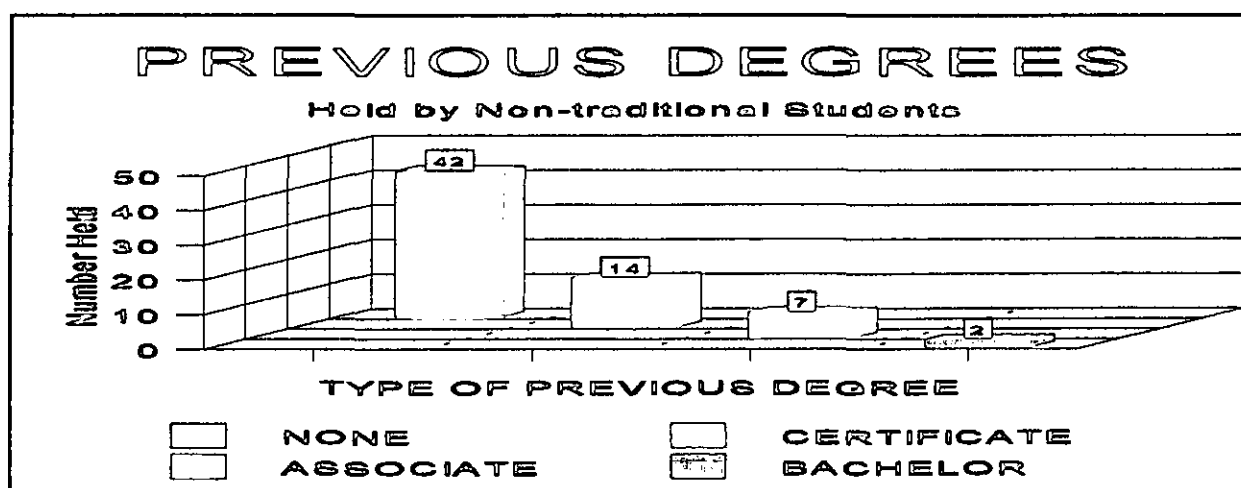 PREVIOUS DEGREES
Held by Non-traditional Students
Number Held
50
40
30
20
10
0
42
14
7
2
TYPE OF PREVIOUS DEGREE
NONE
CERTIFICATE
ASSOCIATE
BACHELOR